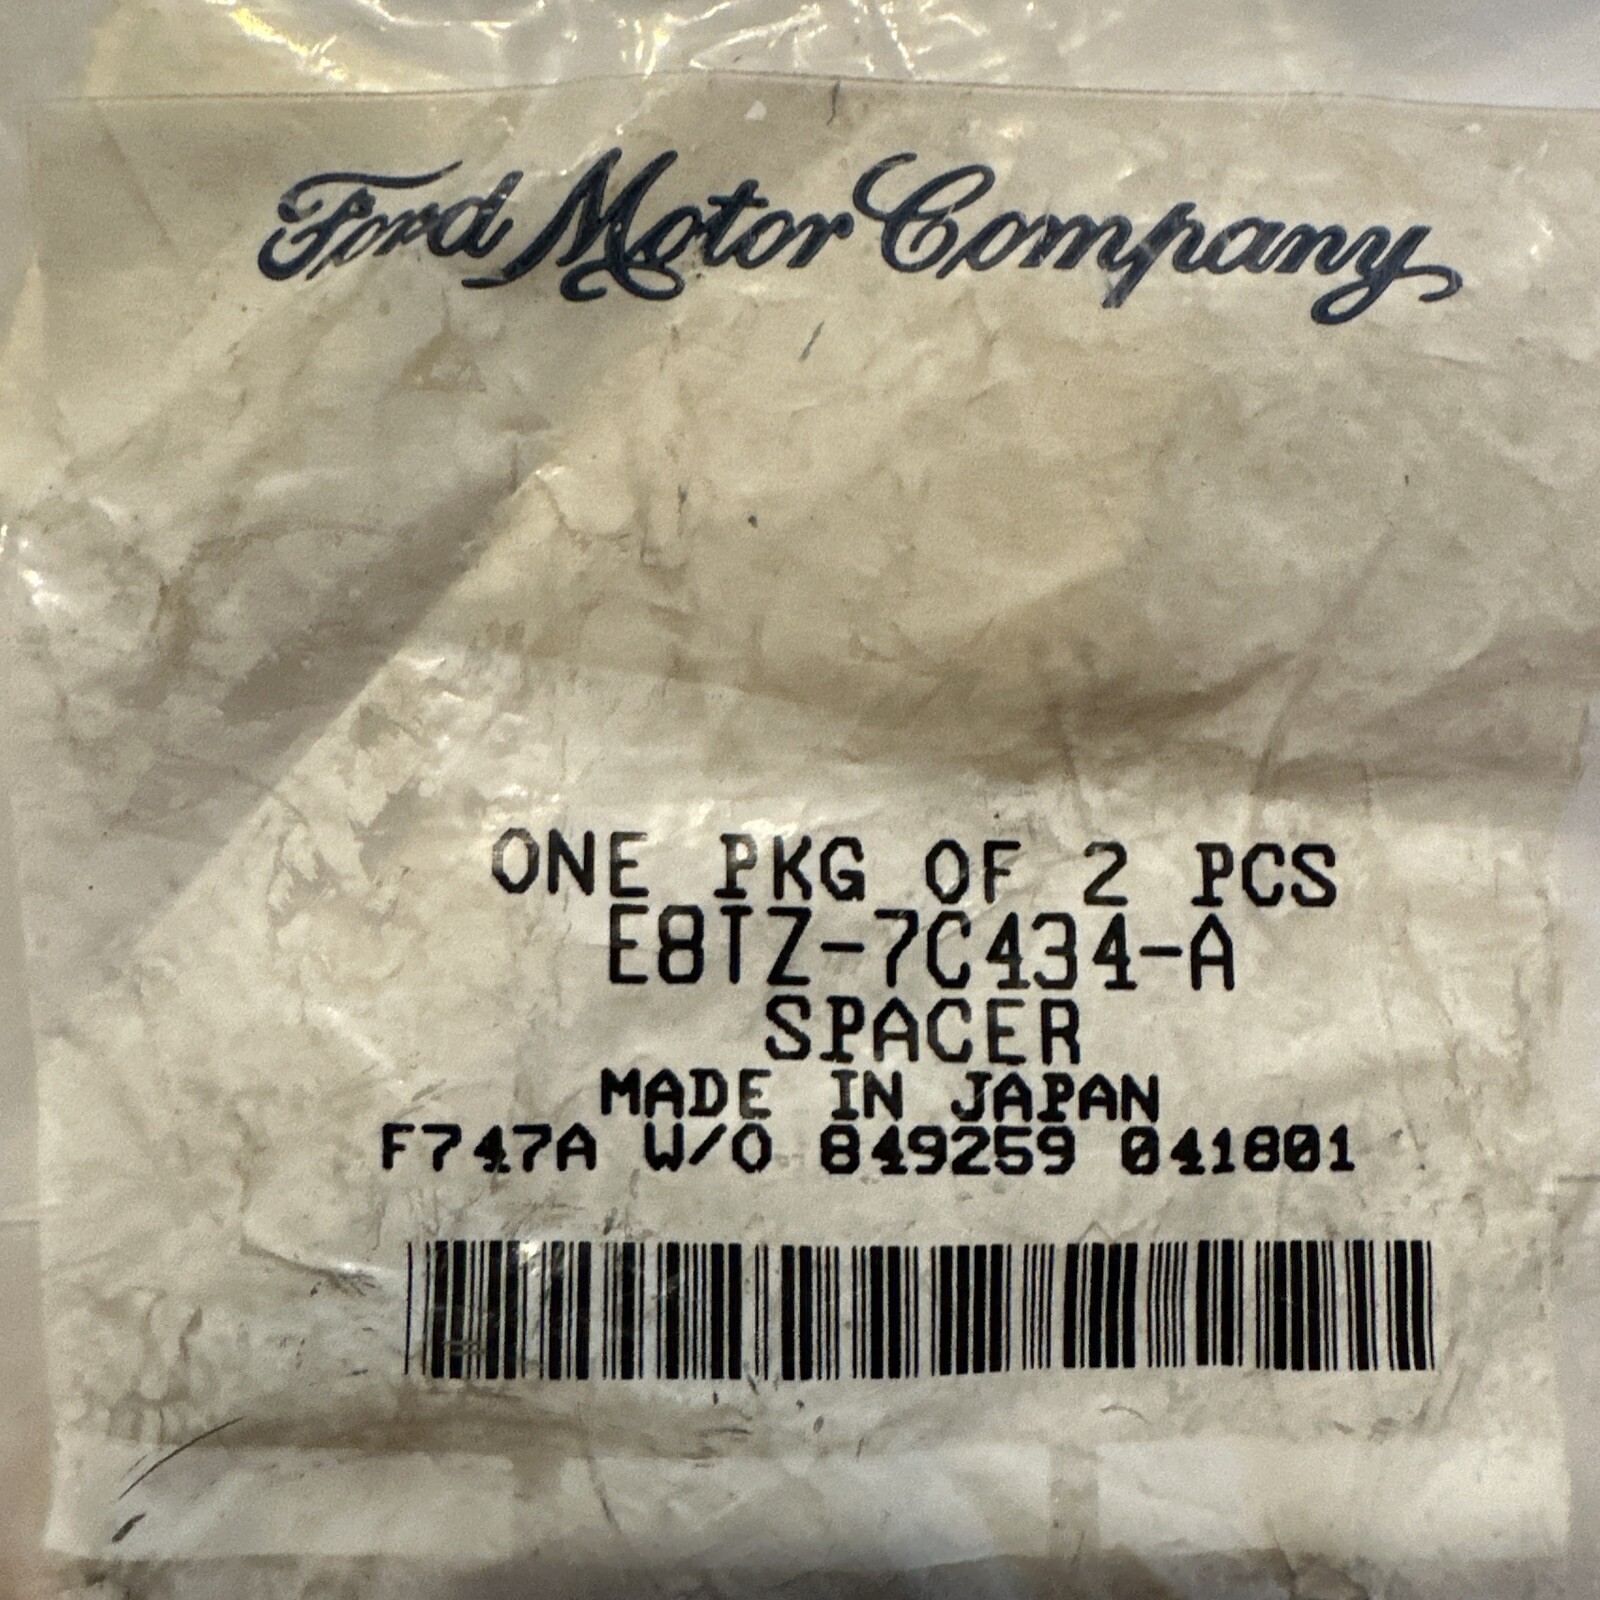 Ford Motor Company
ONE PKG OF 2 PCS
E8TZ-7C434-A
SPACER
MADE IN JAPAN
F747A W/O 849259 041801